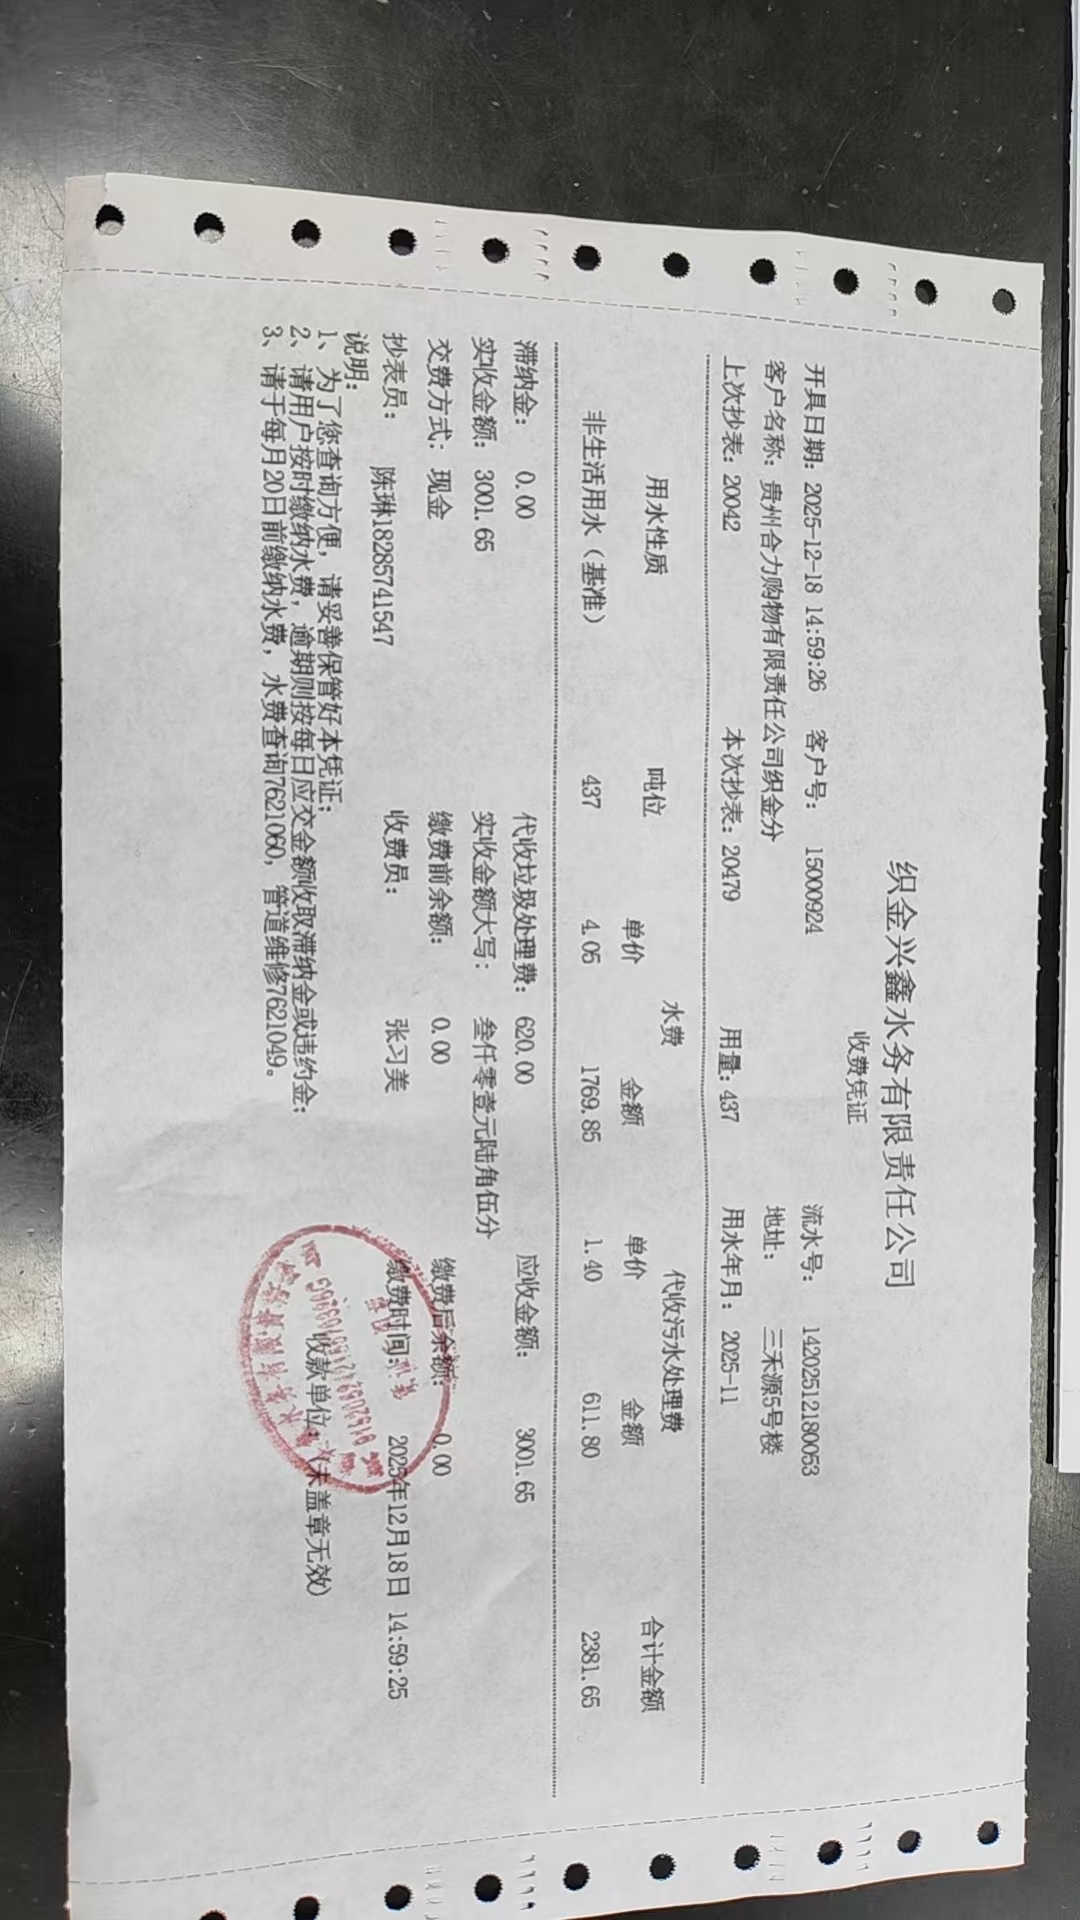 织金兴鑫水务有限责任公司
收费凭证
开具日期: 2025-12-18 14:59:26 客户号: 15000924 流水号: 14202512180053
客户名称: 贵州合力购物有限责任公司织金分 地址: 三禾源5号楼
上次抄表: 20042 本次抄表: 20479 用量: 437 用水年月: 2025-11
用水性质 吨位 水费 代收污水处理费 合计金额
单价 金额 单价 金额
非生活用水（基准） 437 4.05 1769.85 1.40 611.80 2381.65
滞纳金: 0.00 代收垃圾处理费: 620.00 应收金额: 3001.65
实收金额: 3001.65 实收金额大写: 叁仟零壹元陆角伍分
交费方式: 现金 缴费前余额: 0.00 缴费后余额: 0.00
抄表员: 陈琳18285741547 收费员: 张习美 缴费时间: 2025年12月18日 14:59:25
说明: 收款单位: (未盖章无效)
1、为了您查询方便，请妥善保管好本凭证;
2、请用户按时缴纳水费，逾期则按每日应交金额收取滞纳金或违约金;
3、请于每月20日前缴纳水费，水费查询7621060，管道维修7621049。